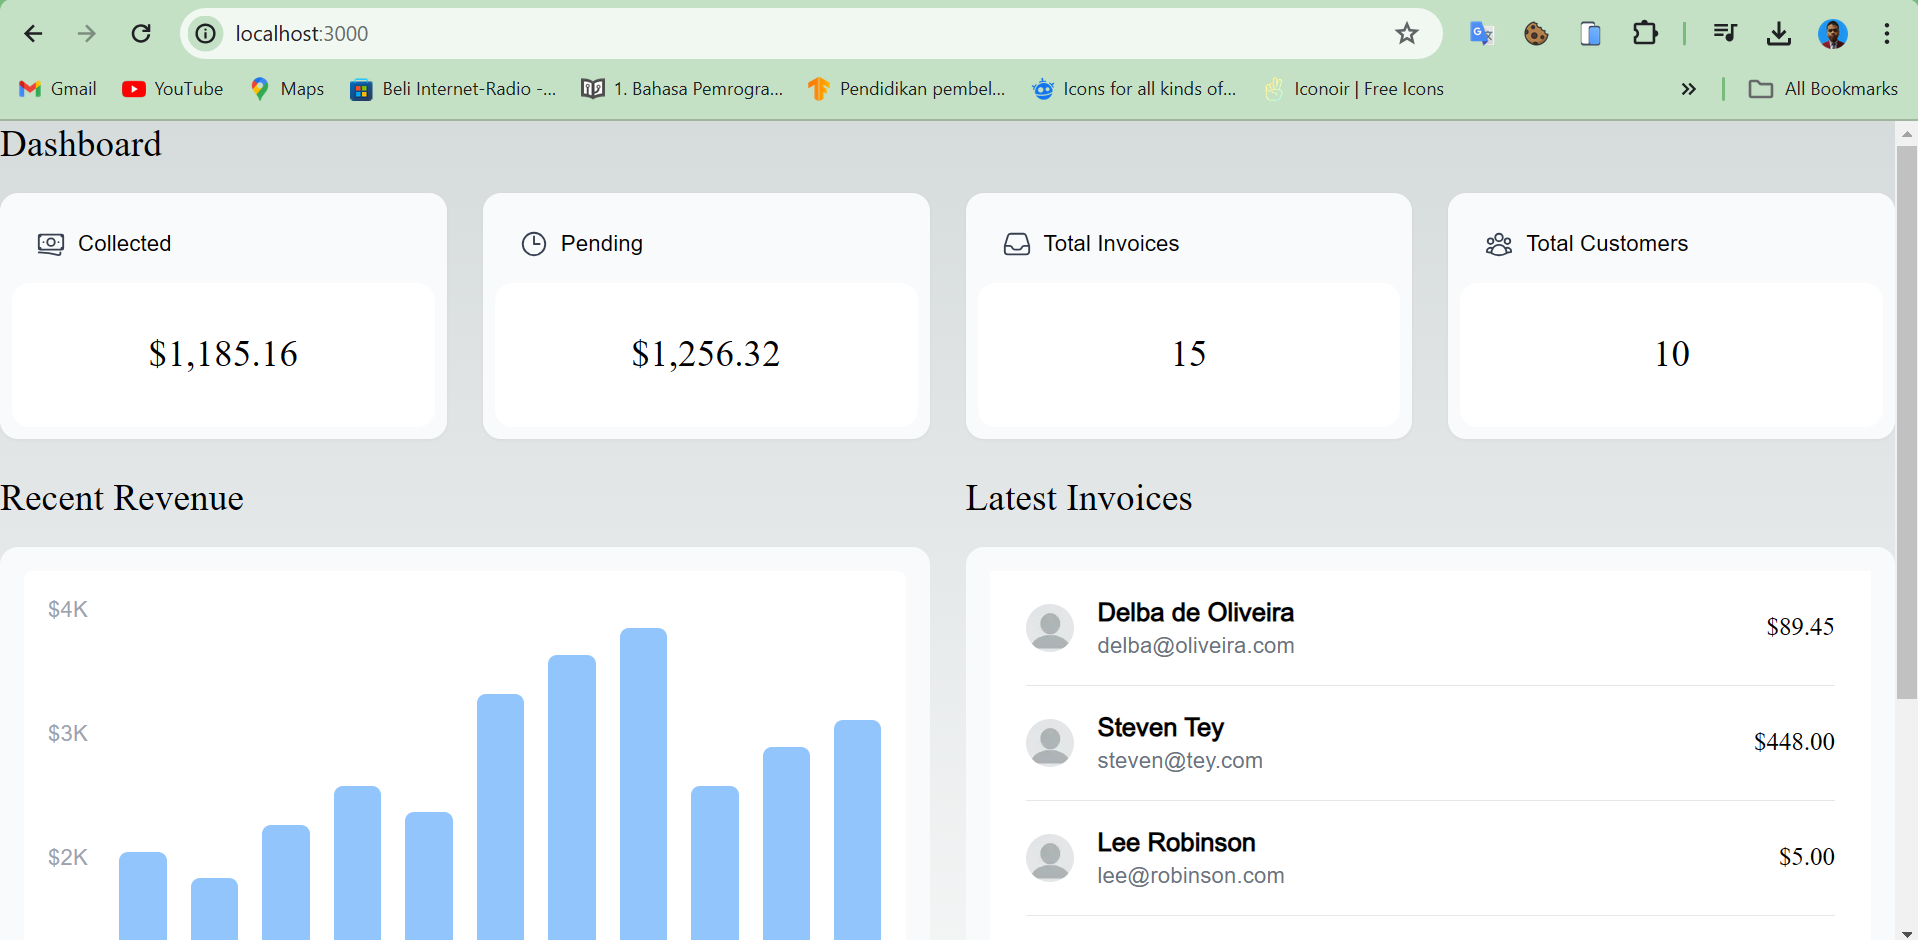 localhost:3000
Gmail
YouTube
Maps
Beli Internet-Radio -...
1. Bahasa Pemrogra...
Pendidikan pembel...
Icons for all kinds of...
Iconoir | Free Icons
All Bookmarks
Dashboard
Collected
$1,185.16
Pending
$1,256.32
Total Invoices
15
Total Customers
10
Recent Revenue
$4K
$3K
$2K
Latest Invoices
Delba de Oliveira
delba@oliveira.com
$89.45
Steven Tey
steven@tey.com
$448.00
Lee Robinson
lee@robinson.com
$5.00